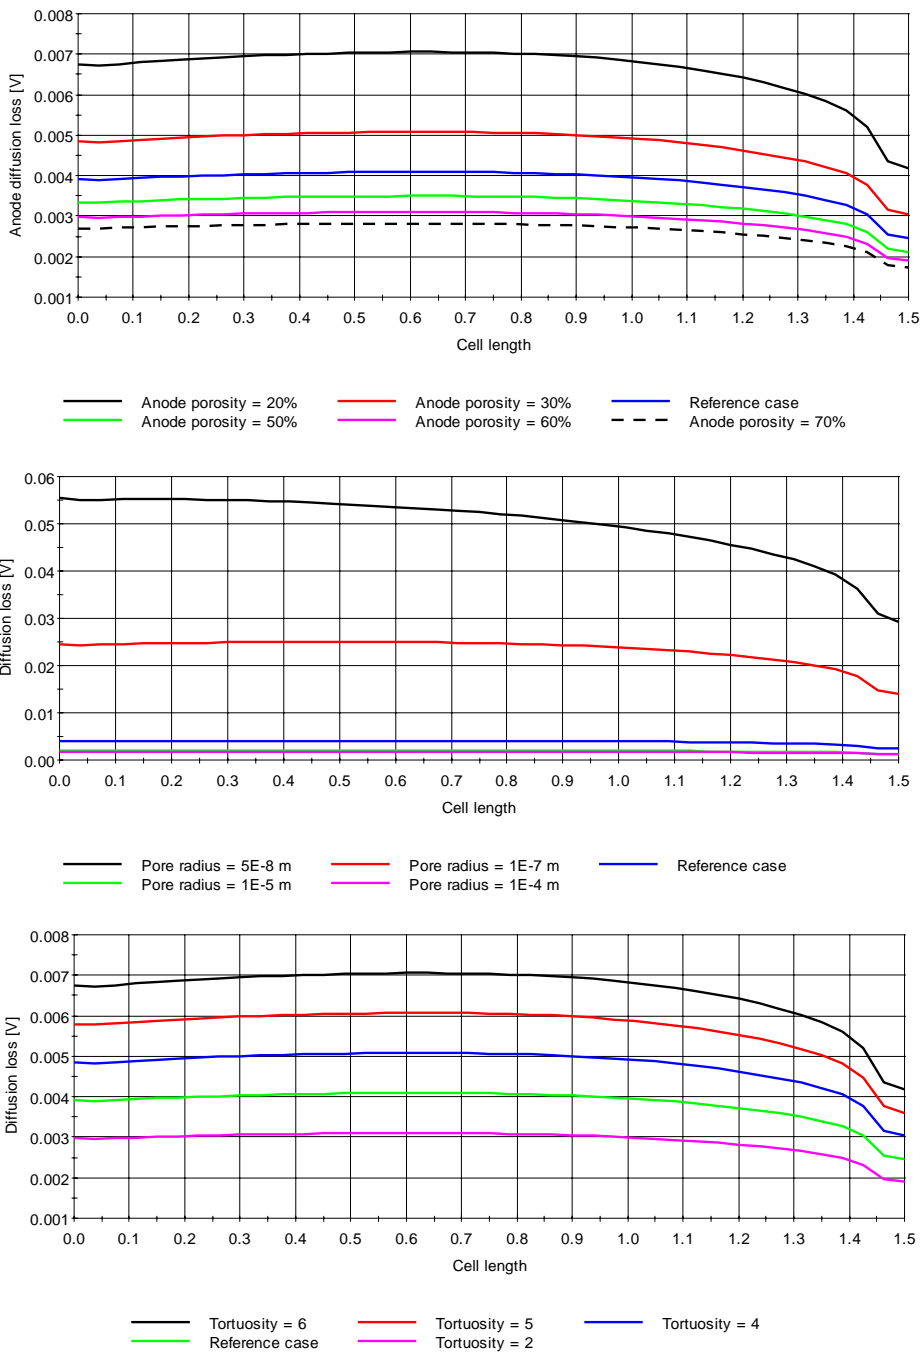 Anode diffusion loss [V]
0.008
0.007
0.006
0.005
0.004
0.003
0.002
0.001
0.0 0.1 0.2 0.3 0.4 0.5 0.6 0.7 0.8 0.9 1.0 1.1 1.2 1.3 1.4 1.5
Cell length
Anode porosity = 20% Anode porosity = 30% Reference case
Anode porosity = 50% Anode porosity = 60% Anode porosity = 70%
Diffusion loss [V]
0.06
0.05
0.04
0.03
0.02
0.01
0.00
0.0 0.1 0.2 0.3 0.4 0.5 0.6 0.7 0.8 0.9 1.0 1.1 1.2 1.3 1.4 1.5
Cell length
Pore radius = 5E-8 m Pore radius = 1E-7 m Reference case
Pore radius = 1E-5 m Pore radius = 1E-4 m
Diffusion loss [V]
0.008
0.007
0.006
0.005
0.004
0.003
0.002
0.001
0.0 0.1 0.2 0.3 0.4 0.5 0.6 0.7 0.8 0.9 1.0 1.1 1.2 1.3 1.4 1.5
Cell length
Tortuosity = 6 Tortuosity = 5 Tortuosity = 4
Reference case Tortuosity = 2